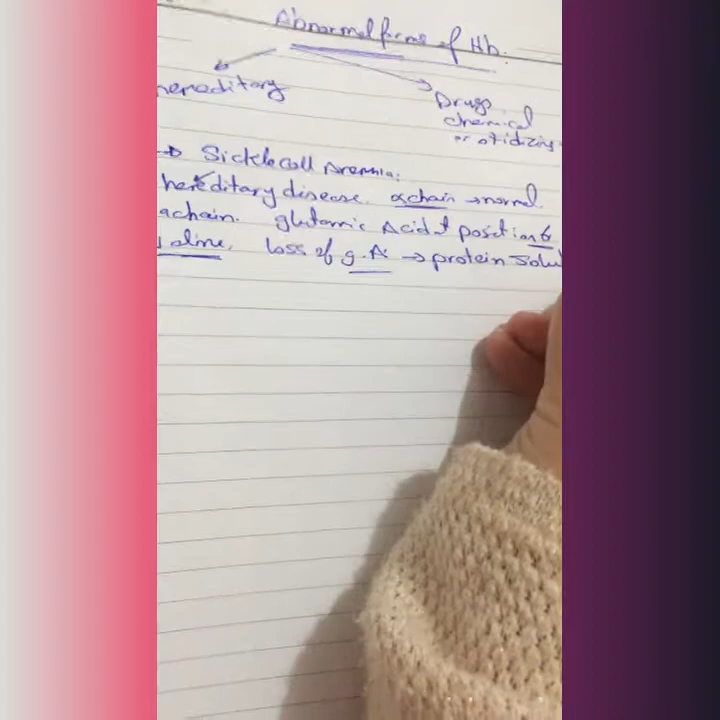 Abnormal forms of Hb.
hereditary
Drugs
chemical
or oxidizing
→ Sickle cell Anemia:
hereditary disease. α chain → normal
chain. glutamic Acid at position 6
valine. loss of g.A → protein solu